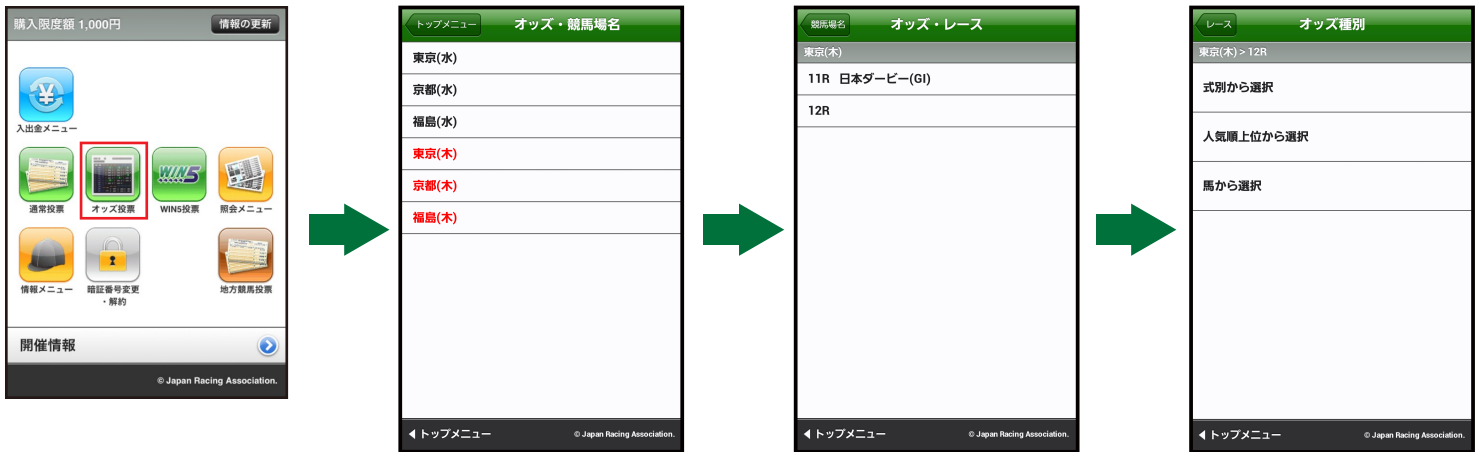 購入限度額 1,000円
情報の更新
入出金メニュー
通常投票
オッズ投票
WIN5
WIN5投票
照会メニュー
情報メニュー
暗証番号変更
・解約
地方競馬投票
開催情報
© Japan Racing Association.
トップメニュー
オッズ・競馬場名
東京(水)
京都(水)
福島(水)
東京(木)
京都(木)
福島(木)
トップメニュー
© Japan Racing Association.
競馬場名
オッズ・レース
東京(木)
11R 日本ダービー(GI)
12R
トップメニュー
© Japan Racing Association.
レース
オッズ種別
東京(木) > 12R
式別から選択
人気順上位から選択
馬から選択
トップメニュー
© Japan Racing Association.